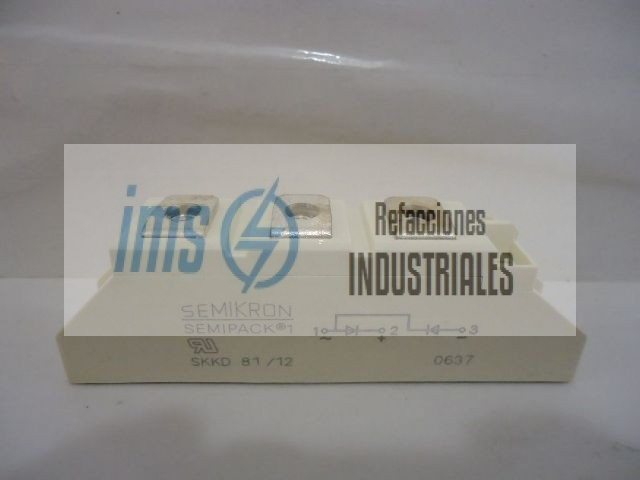 ims
Refacciones
INDUSTRIALES
SEMIKRON
SEMIPACK®1
1 2 3
~ + -
SKKD 81/12
0637